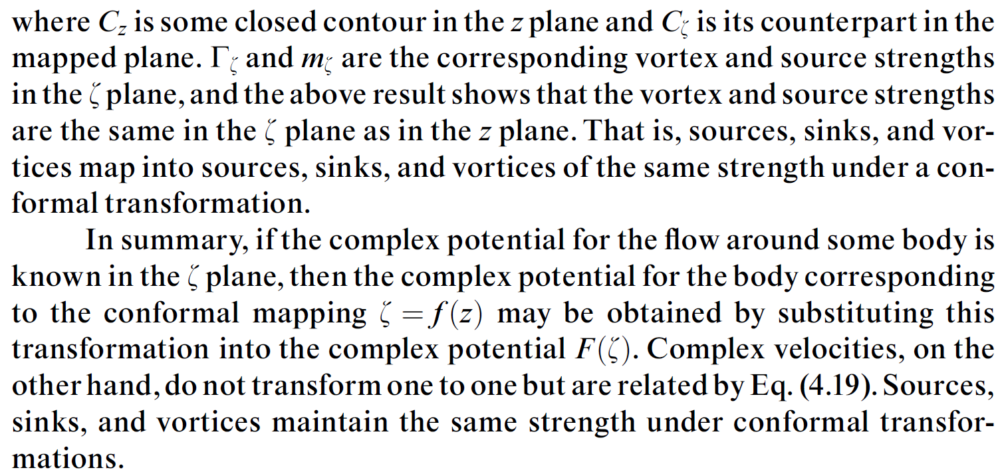 where C_z is some closed contour in the z plane and C_ζ is its counterpart in the
mapped plane. Γ_ζ and m_ζ are the corresponding vortex and source strengths
in the ζ plane, and the above result shows that the vortex and source strengths
are the same in the ζ plane as in the z plane. That is, sources, sinks, and vor-
tices map into sources, sinks, and vortices of the same strength under a con-
formal transformation.
In summary, if the complex potential for the flow around some body is
known in the ζ plane, then the complex potential for the body corresponding
to the conformal mapping ζ = f(z) may be obtained by substituting this
transformation into the complex potential F(ζ). Complex velocities, on the
other hand, do not transform one to one but are related by Eq. (4.19). Sources,
sinks, and vortices maintain the same strength under conformal transfor-
mations.